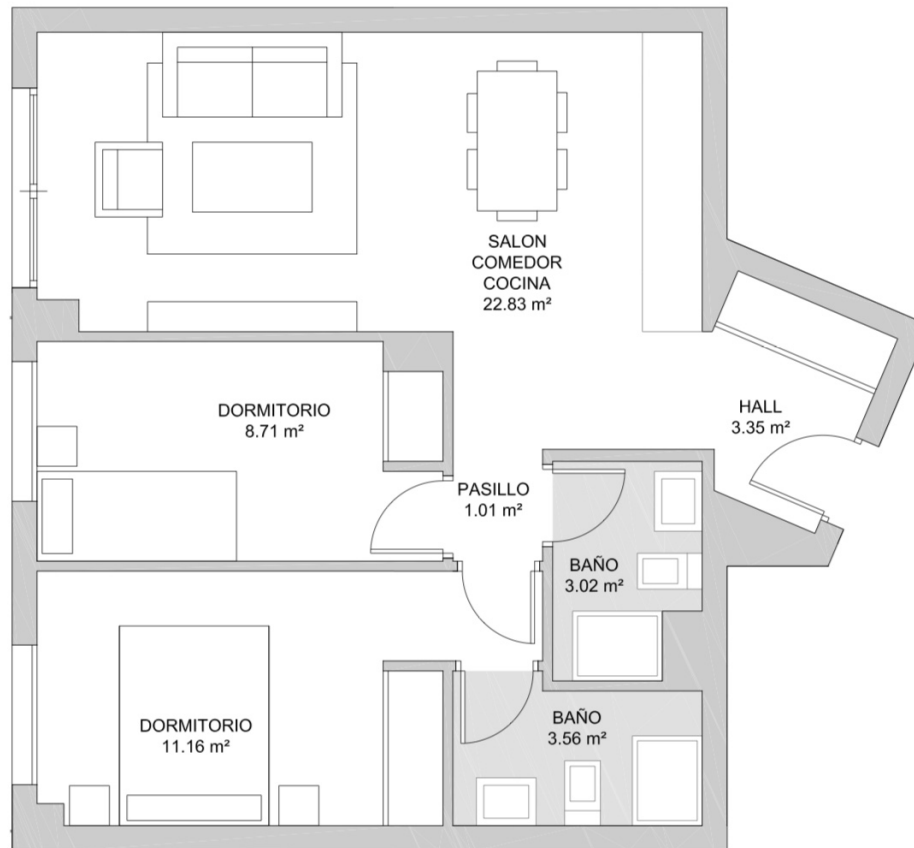 SALON
COMEDOR
COCINA
22.83 m²
DORMITORIO
8.71 m²
HALL
3.35 m²
PASILLO
1.01 m²
BAÑO
3.02 m²
DORMITORIO
11.16 m²
BAÑO
3.56 m²